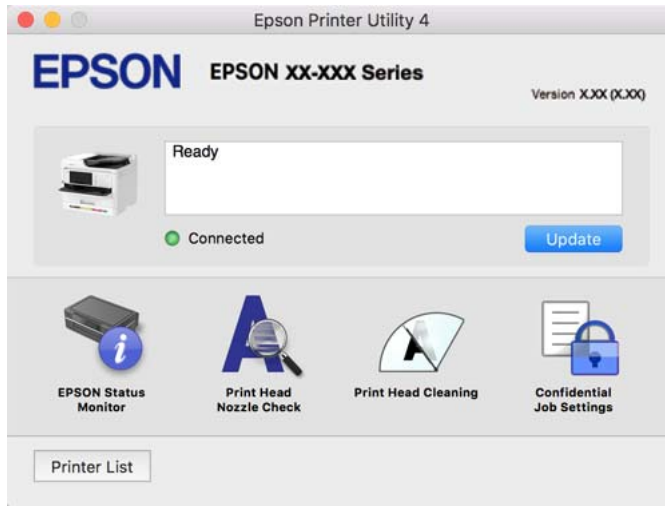 Epson Printer Utility 4
EPSON
EPSON XX-XXX Series
Version X.XX (X.XX)
Ready
Connected
Update
EPSON Status
Monitor
Print Head
Nozzle Check
Print Head Cleaning
Confidential
Job Settings
Printer List